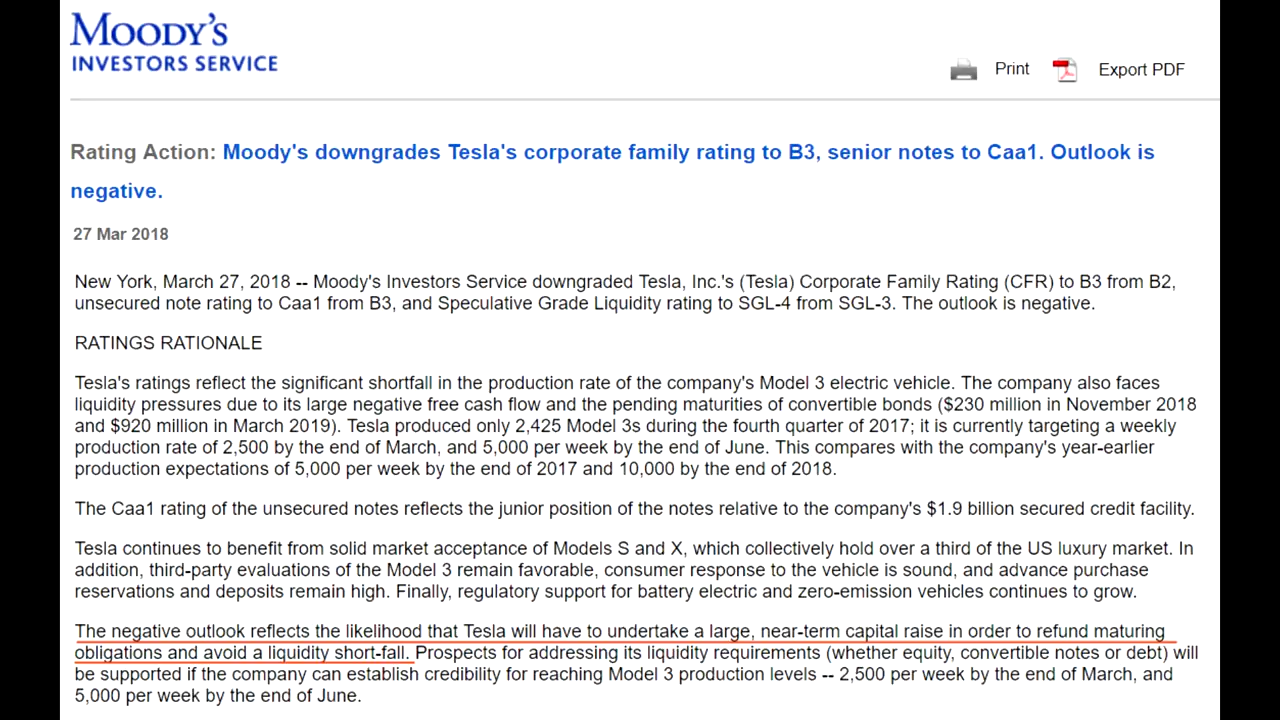 MOODY'S
INVESTORS SERVICE
Print
Export PDF
Rating Action: Moody's downgrades Tesla's corporate family rating to B3, senior notes to Caa1. Outlook is
negative.
27 Mar 2018
New York, March 27, 2018 -- Moody's Investors Service downgraded Tesla, Inc.'s (Tesla) Corporate Family Rating (CFR) to B3 from B2,
unsecured note rating to Caa1 from B3, and Speculative Grade Liquidity rating to SGL-4 from SGL-3. The outlook is negative.
RATINGS RATIONALE
Tesla's ratings reflect the significant shortfall in the production rate of the company's Model 3 electric vehicle. The company also faces
liquidity pressures due to its large negative free cash flow and the pending maturities of convertible bonds ($230 million in November 2018
and $920 million in March 2019). Tesla produced only 2,425 Model 3s during the fourth quarter of 2017; it is currently targeting a weekly
production rate of 2,500 by the end of March, and 5,000 per week by the end of June. This compares with the company's year-earlier
production expectations of 5,000 per week by the end of 2017 and 10,000 by the end of 2018.
The Caa1 rating of the unsecured notes reflects the junior position of the notes relative to the company's $1.9 billion secured credit facility.
Tesla continues to benefit from solid market acceptance of Models S and X, which collectively hold over a third of the US luxury market. In
addition, third-party evaluations of the Model 3 remain favorable, consumer response to the vehicle is sound, and advance purchase
reservations and deposits remain high. Finally, regulatory support for battery electric and zero-emission vehicles continues to grow.
The negative outlook reflects the likelihood that Tesla will have to undertake a large, near-term capital raise in order to refund maturing
obligations and avoid a liquidity short-fall. Prospects for addressing its liquidity requirements (whether equity, convertible notes or debt) will
be supported if the company can establish credibility for reaching Model 3 production levels -- 2,500 per week by the end of March, and
5,000 per week by the end of June.